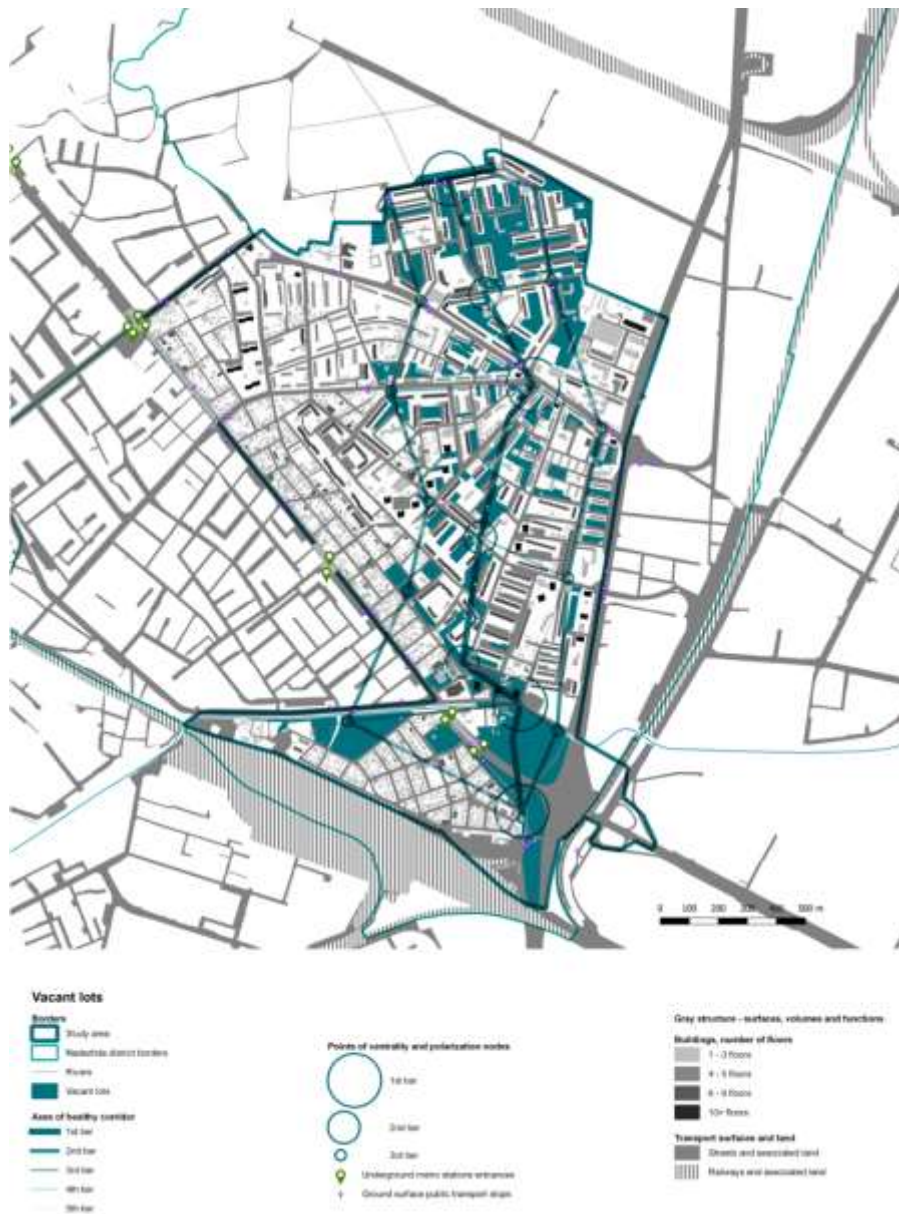 0 100 200 300 400 500 m
Vacant lots
Borders
Study area
district borders
Rivers
Vacant lots
Axes of healthy corridor
1st tier
2nd tier
3rd tier
4th tier
5th tier
Points of centrality and polarization nodes
1st tier
2nd tier
3rd tier
Underground metro stations entrances
Ground surface public transport stops
Gray structure - surfaces, volumes and functions
Buildings, number of floors
1 - 3 floors
4 - 5 floors
floors
10+ floors
Transport surfaces and land
Streets and associated land
Railways and associated land